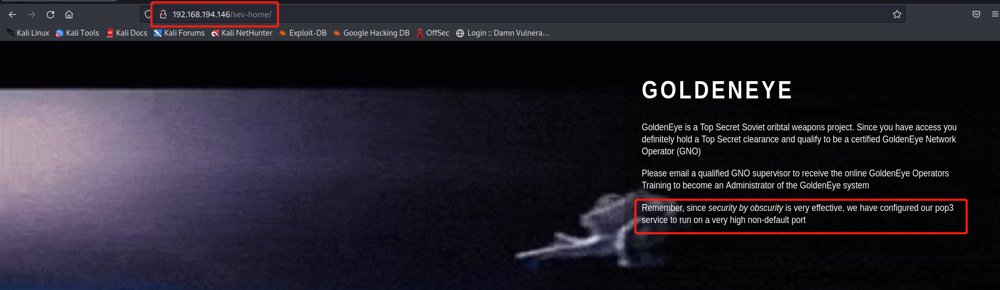 192.168.194.146/sev-home/
Kali Linux Kali Tools Kali Docs Kali Forums Kali NetHunter Exploit-DB Google Hacking DB OffSec Login :: Damn Vulnera…
GOLDENEYE
GoldenEye is a Top Secret Soviet oribtal weapons project. Since you have access you
definitely hold a Top Secret clearance and qualify to be a certified GoldenEye Network
Operator (GNO)
Please email a qualified GNO supervisor to receive the online GoldenEye Operators
Training to become an Administrator of the GoldenEye system
Remember, since security by obscurity is very effective, we have configured our pop3
service to run on a very high non-default port